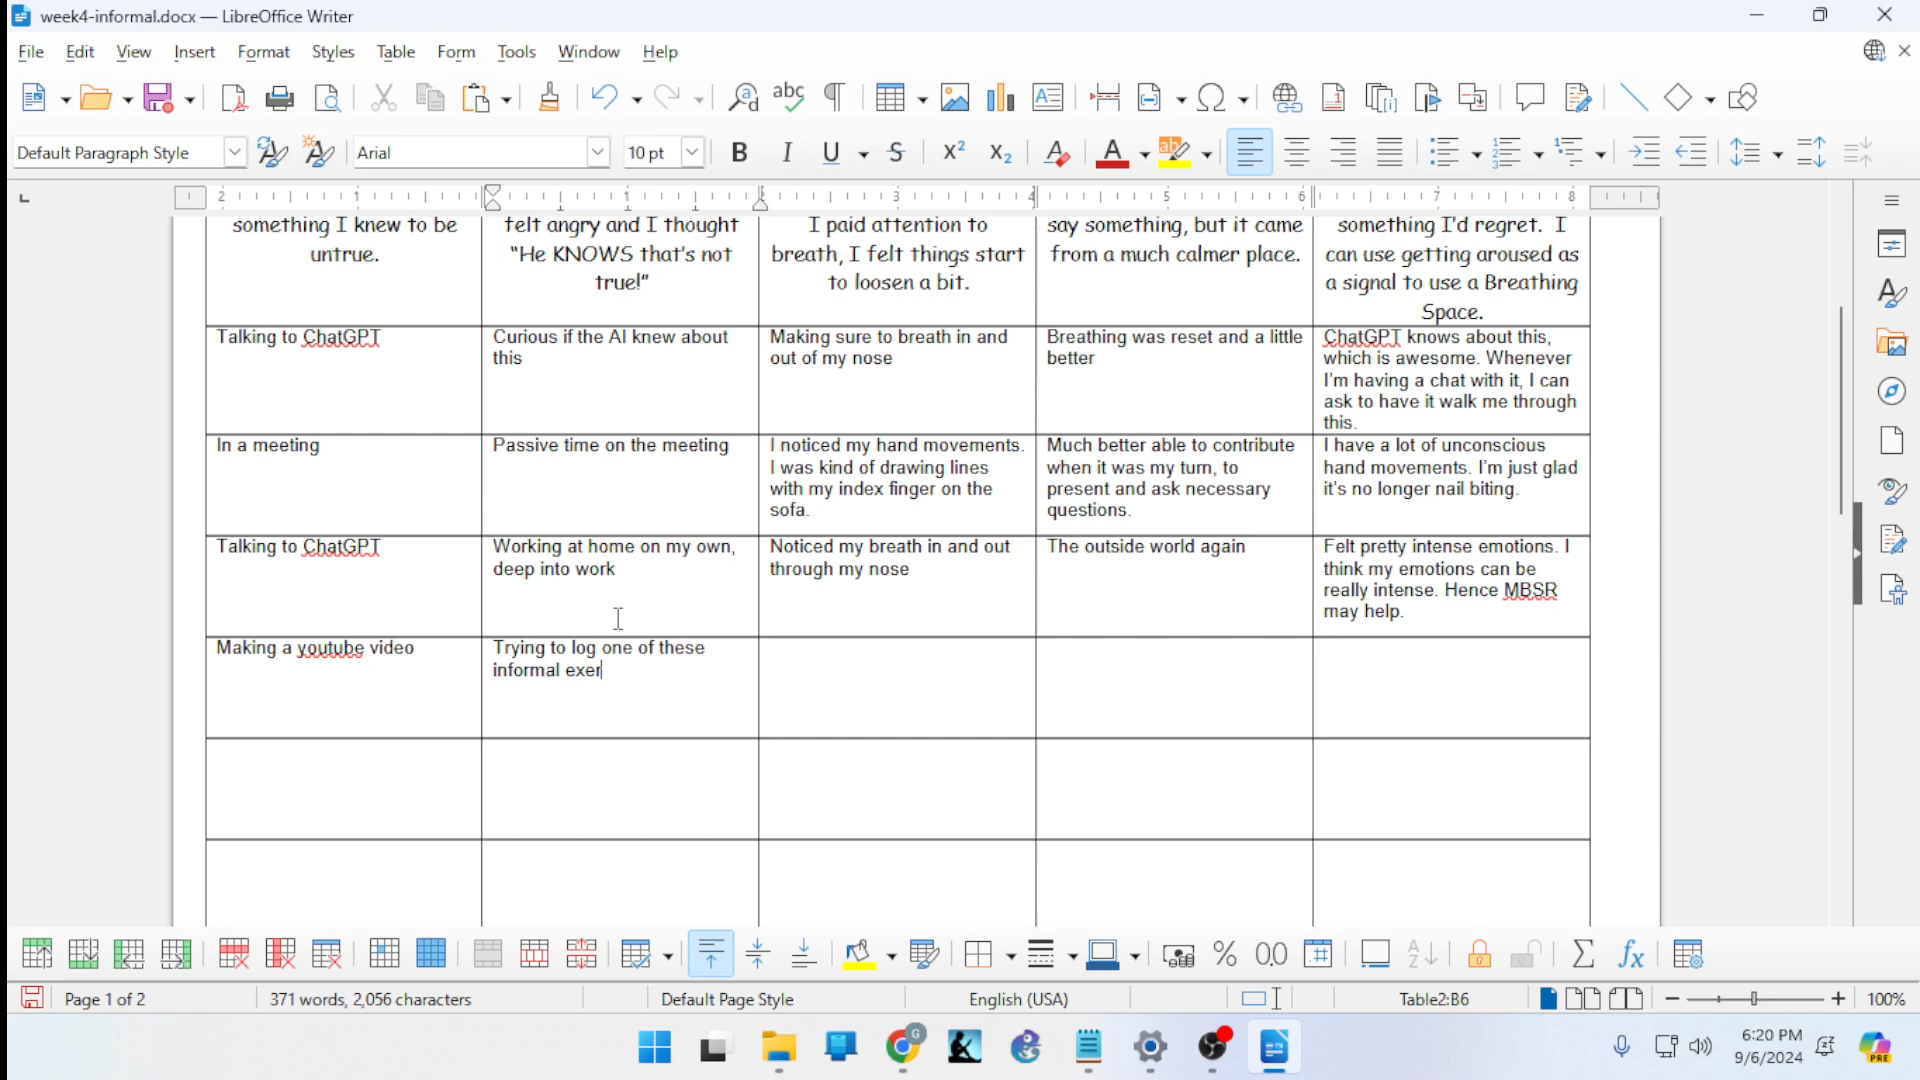 week4-informal.docx — LibreOffice Writer
File Edit View Insert Format Styles Table Form Tools Window Help
Default Paragraph Style Arial 10 pt
2 1 1 2 3 4 5 6 7 8
something I knew to be
untrue.
felt angry and I thought
"He KNOWS that's not
true!"
I paid attention to
breath, I felt things start
to loosen a bit.
say something, but it came
from a much calmer place.
something I'd regret. I
can use getting aroused as
a signal to use a Breathing
Space.
Talking to ChatGPT
Curious if the AI knew about
this
Making sure to breath in and
out of my nose
Breathing was reset and a little
better
ChatGPT knows about this,
which is awesome. Whenever
I'm having a chat with it, I can
ask to have it walk me through
this.
In a meeting
Passive time on the meeting
I noticed my hand movements.
I was kind of drawing lines
with my index finger on the
sofa.
Much better able to contribute
when it was my turn, to
present and ask necessary
questions.
I have a lot of unconscious
hand movements. I'm just glad
it's no longer nail biting.
Talking to ChatGPT
Working at home on my own,
deep into work
Noticed my breath in and out
through my nose
The outside world again
Felt pretty intense emotions. I
think my emotions can be
really intense. Hence MBSR
may help.
Making a youtube video
Trying to log one of these
informal exer
Page 1 of 2 371 words, 2,056 characters Default Page Style English (USA) Table2:B6 100%
6:20 PM
9/6/2024